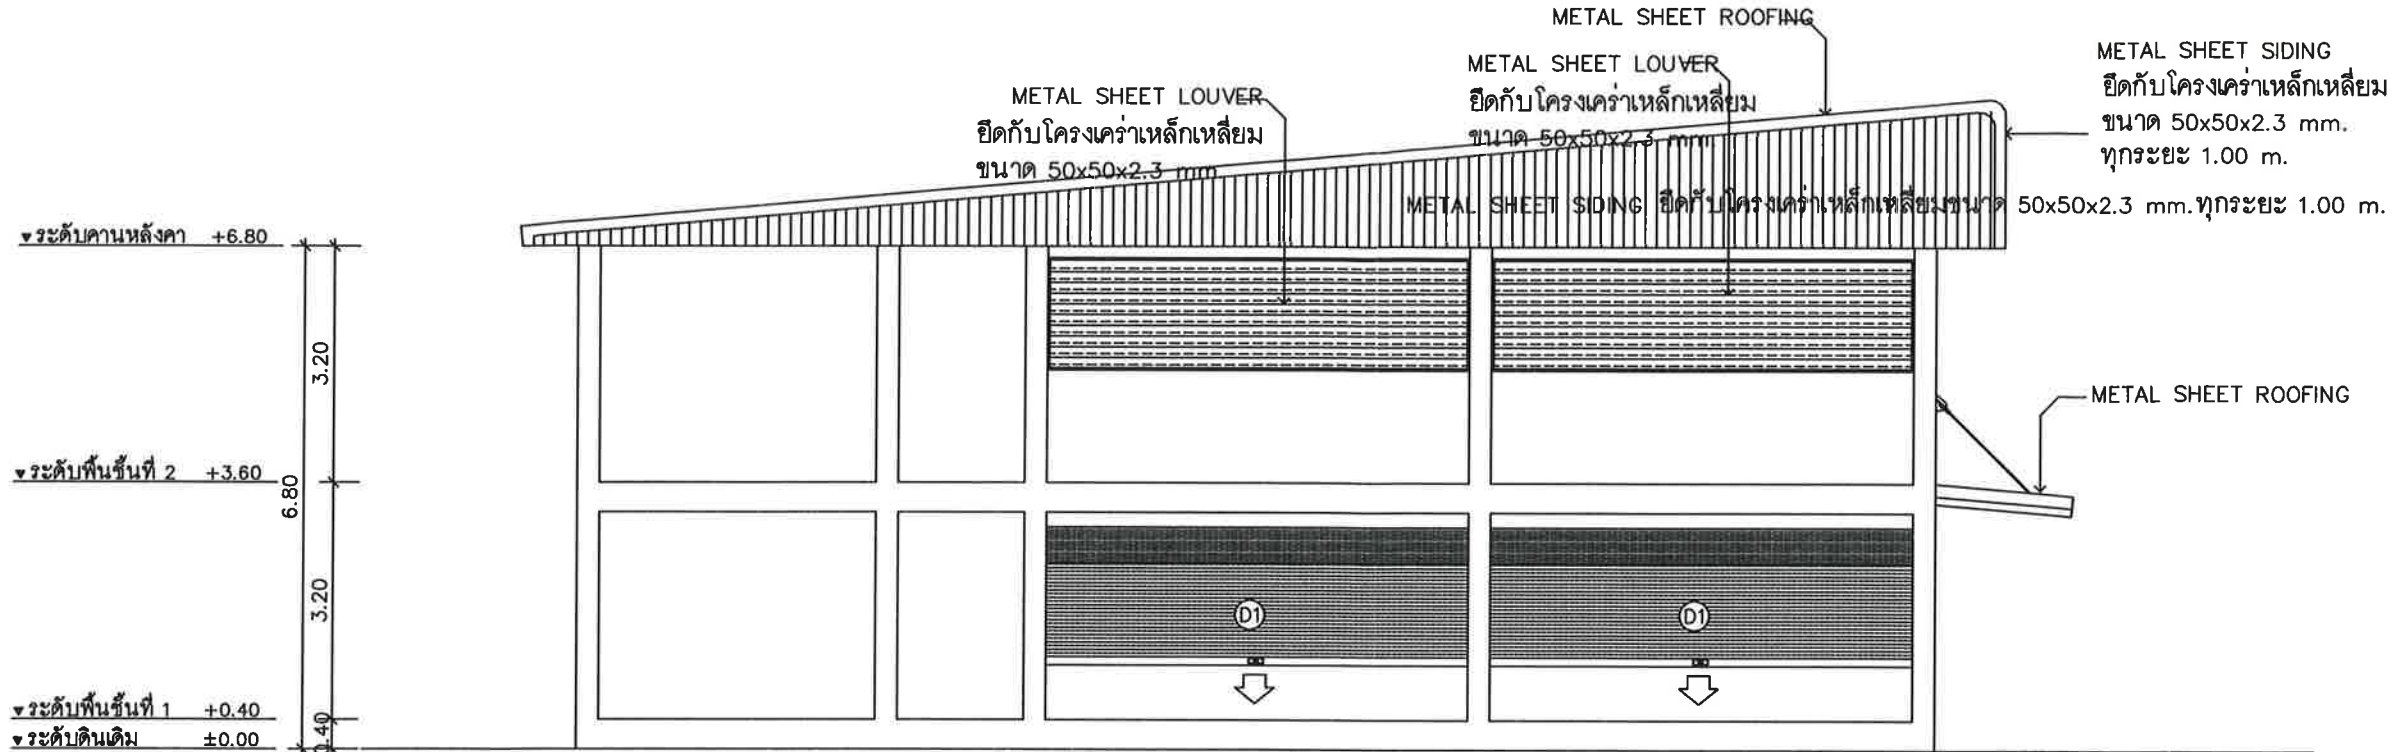 METAL SHEET ROOFING
METAL SHEET LOUVER
ยึดกับโครงเคร่าเหล็กเหลี่ยม
ขนาด 50x50x2.3 mm.
METAL SHEET SIDING
ยึดกับโครงเคร่าเหล็กเหลี่ยม
ขนาด 50x50x2.3 mm.
ทุกระยะ 1.00 m.
METAL SHEET LOUVER
ยึดกับโครงเคร่าเหล็กเหลี่ยม
ขนาด 50x50x2.3 mm
METAL SHEET SIDING ยึดกับโครงเคร่าเหล็กเหลี่ยมขนาด 50x50x2.3 mm.ทุกระยะ 1.00 m.
ระดับคานหลังคา +6.80
3.20
METAL SHEET ROOFING
ระดับพื้นชั้นที่ 2 +3.60
6.80
3.20
D1
D1
ระดับพื้นชั้นที่ 1 +0.40
0.40
ระดับดินเดิม ±0.00